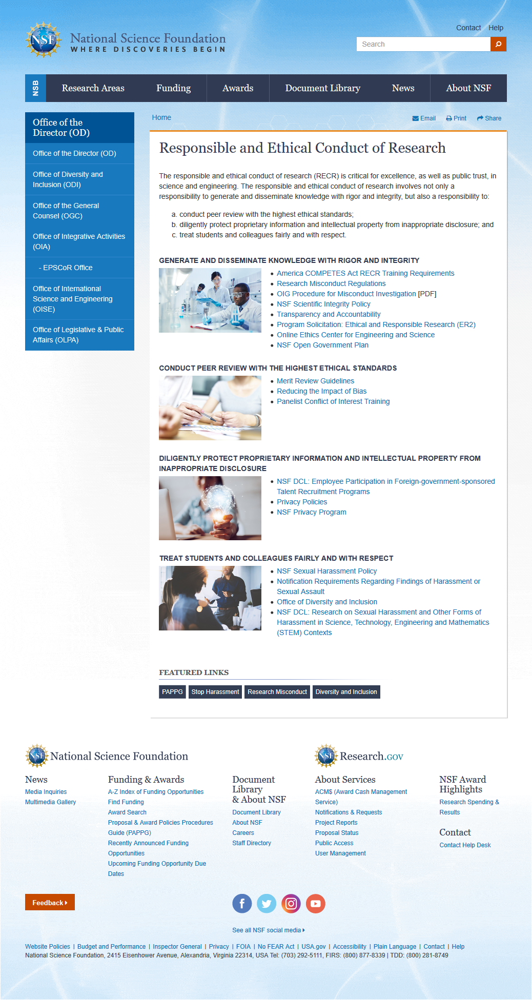 Contact Help
NSF
National Science Foundation
WHERE DISCOVERIES BEGIN
Search
NSB
Research Areas Funding Awards Document Library News About NSF
Office of the
Director (OD)
Office of the Director (OD)
Office of Diversity and
Inclusion (ODI)
Office of the General
Counsel (OGC)
Office of Integrative Activities
(OIA)
- EPSCoR Office
Office of International
Science and Engineering
(OISE)
Office of Legislative & Public
Affairs (OLPA)
Home
Email Print Share
Responsible and Ethical Conduct of Research
The responsible and ethical conduct of research (RECR) is critical for excellence, as well as public trust, in
science and engineering. The responsible and ethical conduct of research involves not only a
responsibility to generate and disseminate knowledge with rigor and integrity, but also a responsibility to:
a. conduct peer review with the highest ethical standards;
b. diligently protect proprietary information and intellectual property from inappropriate disclosure; and
c. treat students and colleagues fairly and with respect.
GENERATE AND DISSEMINATE KNOWLEDGE WITH RIGOR AND INTEGRITY
• America COMPETES Act RECR Training Requirements
• Research Misconduct Regulations
• OIG Procedure for Misconduct Investigation [PDF]
• NSF Scientific Integrity Policy
• Transparency and Accountability
• Program Solicitation: Ethical and Responsible Research (ER2)
• Online Ethics Center for Engineering and Science
• NSF Open Government Plan
CONDUCT PEER REVIEW WITH THE HIGHEST ETHICAL STANDARDS
• Merit Review Guidelines
• Reducing the Impact of Bias
• Panelist Conflict of Interest Training
DILIGENTLY PROTECT PROPRIETARY INFORMATION AND INTELLECTUAL PROPERTY FROM
INAPPROPRIATE DISCLOSURE
• NSF DCL: Employee Participation in Foreign-government-sponsored
Talent Recruitment Programs
• Privacy Policies
• NSF Privacy Program
TREAT STUDENTS AND COLLEAGUES FAIRLY AND WITH RESPECT
• NSF Sexual Harassment Policy
• Notification Requirements Regarding Findings of Harassment or
Sexual Assault
• Office of Diversity and Inclusion
• NSF DCL: Research on Sexual Harassment and Other Forms of
Harassment in Science, Technology, Engineering and Mathematics
(STEM) Contexts
FEATURED LINKS
PAPPG Stop Harassment Research Misconduct Diversity and Inclusion
NSF National Science Foundation
News
Media Inquiries
Multimedia Gallery
Funding & Awards
A-Z Index of Funding Opportunities
Find Funding
Award Search
Proposal & Award Policies Procedures
Guide (PAPPG)
Recently Announced Funding
Opportunities
Upcoming Funding Opportunity Due
Dates
Document
Library
& About NSF
Document Library
About NSF
Careers
Staff Directory
NSF Research.GOV
About Services
ACM$ (Award Cash Management
Service)
Notifications & Requests
Project Reports
Proposal Status
Public Access
User Management
NSF Award
Highlights
Research Spending &
Results
Contact
Contact Help Desk
Feedback
See all NSF social media
Website Policies | Budget and Performance | Inspector General | Privacy | FOIA | No FEAR Act | USA.gov | Accessibility | Plain Language | Contact | Help
National Science Foundation, 2415 Eisenhower Avenue, Alexandria, Virginia 22314, USA Tel: (703) 292-5111, FIRS: (800) 877-8339 | TDD: (800) 281-8749